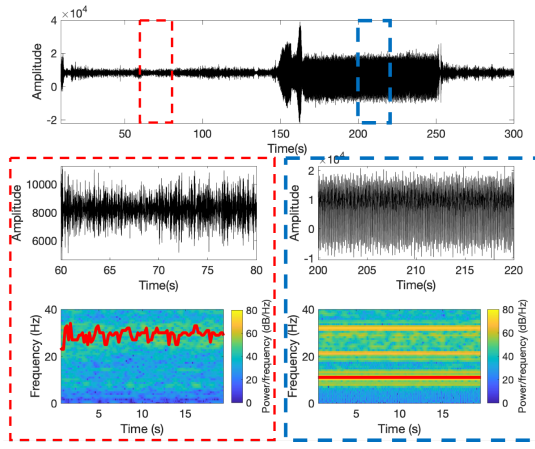 ×10⁴
4
2
0
-2
Amplitude
50 100 150 200 250 300
Time(s)
10000
8000
6000
Amplitude
60 65 70 75 80
Time(s)
×10⁴
2
1
0
-1
Amplitude
200 205 210 215 220
Time(s)
40
20
0
Frequency (Hz)
5 10 15
Time (s)
80
60
40
20
0
Power/frequency (dB/Hz)
40
20
0
Frequency (Hz)
5 10 15
Time (s)
80
60
40
20
0
Power/frequency (dB/Hz)